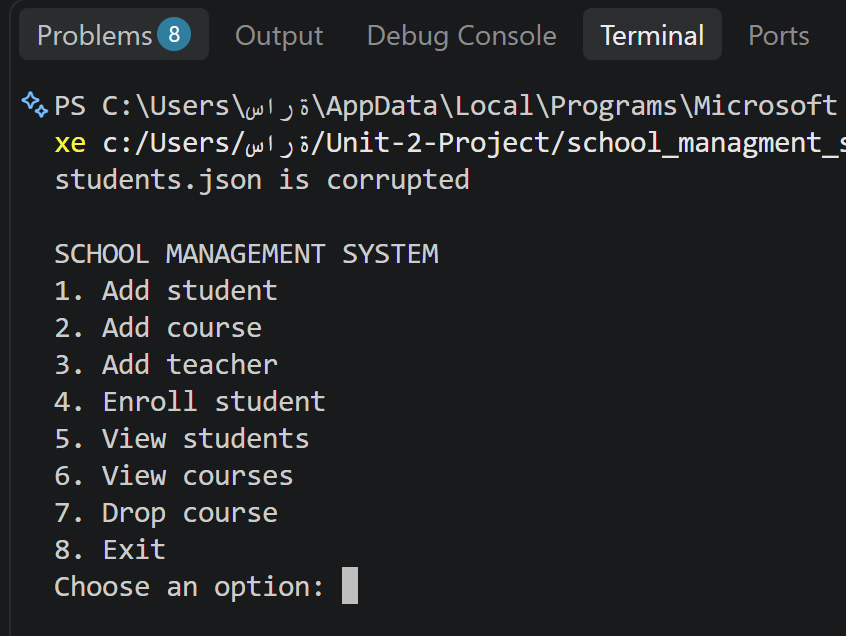 Problems 8 Output Debug Console Terminal Ports
PS C:\Users\سارة\AppData\Local\Programs\Microsoft
xe c:/Users/سارة/Unit-2-Project/school_managment_s
students.json is corrupted
SCHOOL MANAGEMENT SYSTEM
1. Add student
2. Add course
3. Add teacher
4. Enroll student
5. View students
6. View courses
7. Drop course
8. Exit
Choose an option: